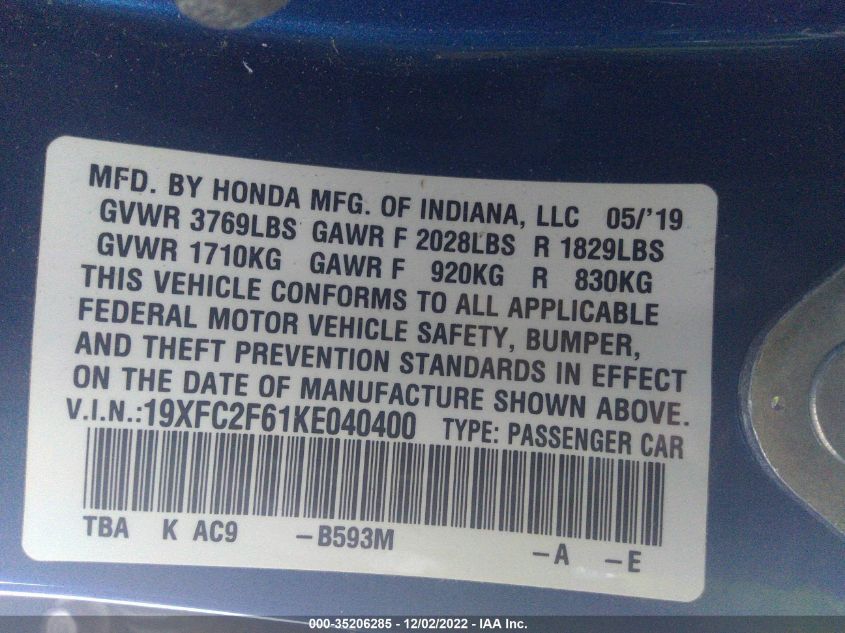 MFD. BY HONDA MFG. OF INDIANA, LLC 05/'19
GVWR 3769LBS GAWR F 2028LBS R 1829LBS
GVWR 1710KG GAWR F 920KG R 830KG
THIS VEHICLE CONFORMS TO ALL APPLICABLE
FEDERAL MOTOR VEHICLE SAFETY, BUMPER,
AND THEFT PREVENTION STANDARDS IN EFFECT
ON THE DATE OF MANUFACTURE SHOWN ABOVE.
V.I.N.:19XFC2F61KE040400 TYPE: PASSENGER CAR
TBA K AC9 -B593M -A -E
000-35206285 - 12/02/2022 - IAA Inc.